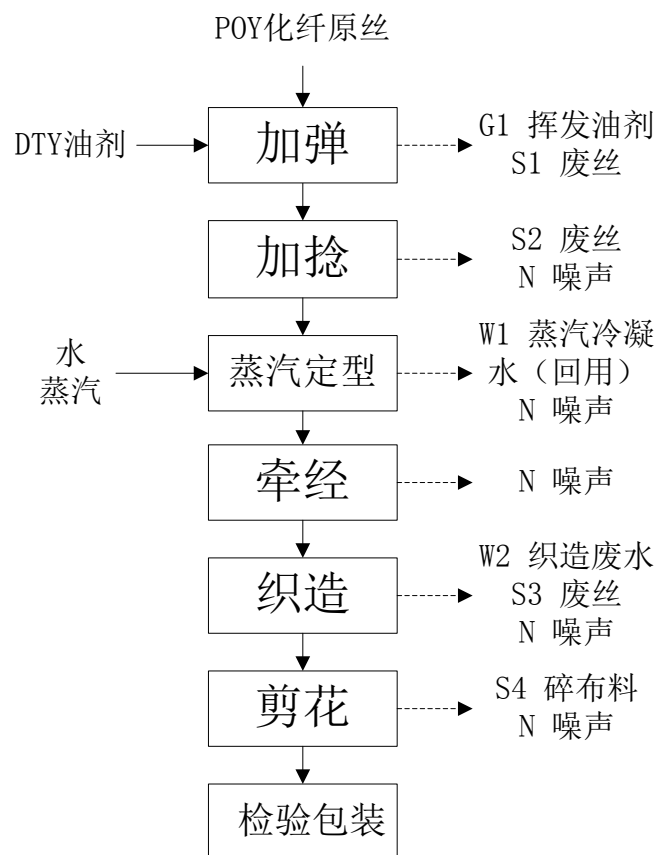 POY化纤原丝
DTY油剂
加弹
G1 挥发油剂
S1 废丝
加捻
S2 废丝
N 噪声
水
蒸汽
蒸汽定型
W1 蒸汽冷凝
水（回用）
N 噪声
牵经
N 噪声
织造
W2 织造废水
S3 废丝
N 噪声
剪花
S4 碎布料
N 噪声
检验包装